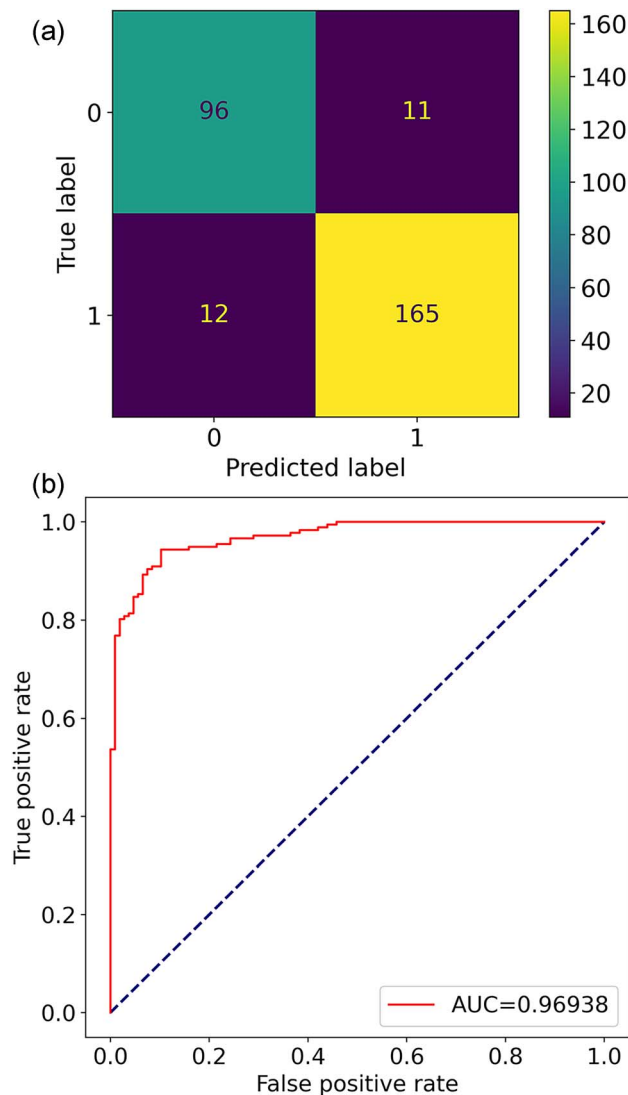 (a)
96 11
12 165
0
1
True label
0 1
Predicted label
160
140
120
100
80
60
40
20
(b)
1.0
0.8
0.6
0.4
0.2
0.0
True positive rate
AUC=0.96938
0.0 0.2 0.4 0.6 0.8 1.0
False positive rate